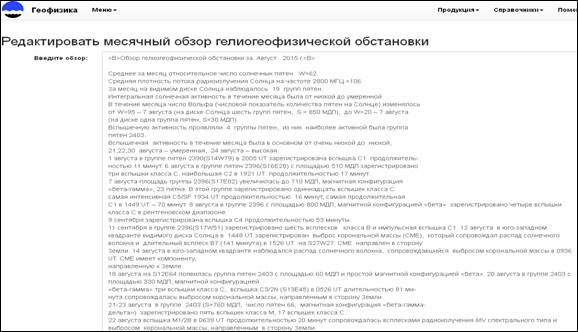 Геофизика Меню Продукция Справочники Помо
Редактировать месячный обзор гелиогеофизической обстановки
Введите обзор:
<B>Обзор гелиогеофизической обстановки за Август 2015 г.<B>
Среднее за месяц относительное число солнечных пятен W=62.
Средняя плотность потока радиоизлучения Солнца на частоте 2800 МГЦ =106.
За месяц на видимом диске Солнца наблюдалось 19 групп пятен.
Интегральная солнечная активность в течение месяца была от низкой до умеренной.
В течение месяца число Вольфа (числовой показатель количества пятен на Солнце) изменялось
от W=95 – 7 августа (на диске Солнца шесть групп пятен, S = 850 МДП), до W=20 – 7 августа
(на диске одна группа пятен, S=30 МДП).
Вспышечную активность проявляли 4 группы пятен, из них наиболее активной была группа
пятен 2403.
Вспышечная активность в течение месяца была в основном от очень низкой до низкой,
21,22,30 августа – умеренная, 24 августа – высокая.
1 августа в группе пятен 2390(S14W79) в 2005 UT зарегистрирована вспышка C1 продолжитель-
ностью 11 минут. 6 августа в группе пятен 2396(S16E28) с площадью 510 МДП зарегистрировано
три вспышки класса C, наибольшая C2 в 1921 UT продолжительностью 17 минут.
7 августа площадь группы 2396(S17E02) увеличилась до 710 МДП, магнитная конфигурация
«бета-гамма», 23 пятна. В этой группе зарегистрировано одиннадцать вспышек класса C:
самая интенсивная C5/SF 1934 UT продолжительностью 16 минут, самая продолжительная
C1 в 1449 UT – 70 минут. 8 августа в группе 2396 с площадью 800 МДП, магнитной конфигурацией «бета» зарегистрировано четыре вспышки
класса C в рентгеновском диапазоне.
9 сентября зарегистрирована вспышка C4 продолжительностью 53 минуты.
11 сентября в группе 2396(S17W51) зарегистрировано шесть всплесков класса B и импульсная вспышка C1. 12 августа в юго-западном
квадранте видимого диска Солнца в 1448 UT зарегистрирован выброс корональной массы (CME), который сопровождал распад солнечного
волокна и длительный всплеск B7 (141 минута) в 1526 UT на S27W27. CME направлен в сторону
Земли. 14 августа в юго-западном квадранте наблюдался распад солнечного волокна, сопровождавшийся выбросом корональной массы в 0936
UT. CME имеет компоненту,
направленную к Земле.
18 августа на S12E64 появилась группа пятен 2403 с площадью 60 МДП и простой магнитной конфигурацией «бета». 20 августа в группе 2403 с
площадью 330 МДП, магнитной конфигурацией
«бета-гамма» три вспышки класса C, вспышка C3/2N (S13E45) в 0526 UT длительностью 81 ми-
нута сопровождалась выбросом корональной массы, направленным в сторону Земли.
21-23 августа в группе 2403 (S=760 МДП, число пятен 66, магнитная конфигурация «бета-гамма-
дельта») зарегистрировано пять вспышек класса M, 17 вспышек класса C.
22 августа вспышка M1/2B в 0639 UT продолжительностью 20 минут сопровождалась всплесками радиоизлучения MV спектрального типа и
выбросом корональной массы, направленным в сторону Земли.